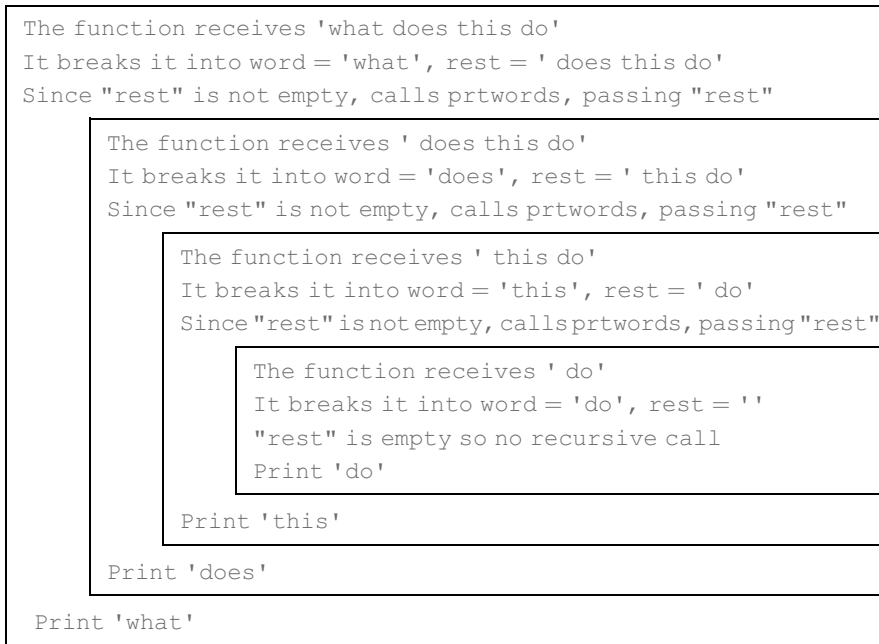 The function receives 'what does this do'
It breaks it into word = 'what', rest = ' does this do'
Since "rest" is not empty, calls prtwords, passing "rest"
The function receives ' does this do'
It breaks it into word = 'does', rest = ' this do'
Since "rest" is not empty, calls prtwords, passing "rest"
The function receives ' this do'
It breaks it into word = 'this', rest = ' do'
Since "rest" is not empty, calls prtwords, passing "rest"
The function receives ' do'
It breaks it into word = 'do', rest = ''
"rest" is empty so no recursive call
Print 'do'
Print 'this'
Print 'does'
Print 'what'